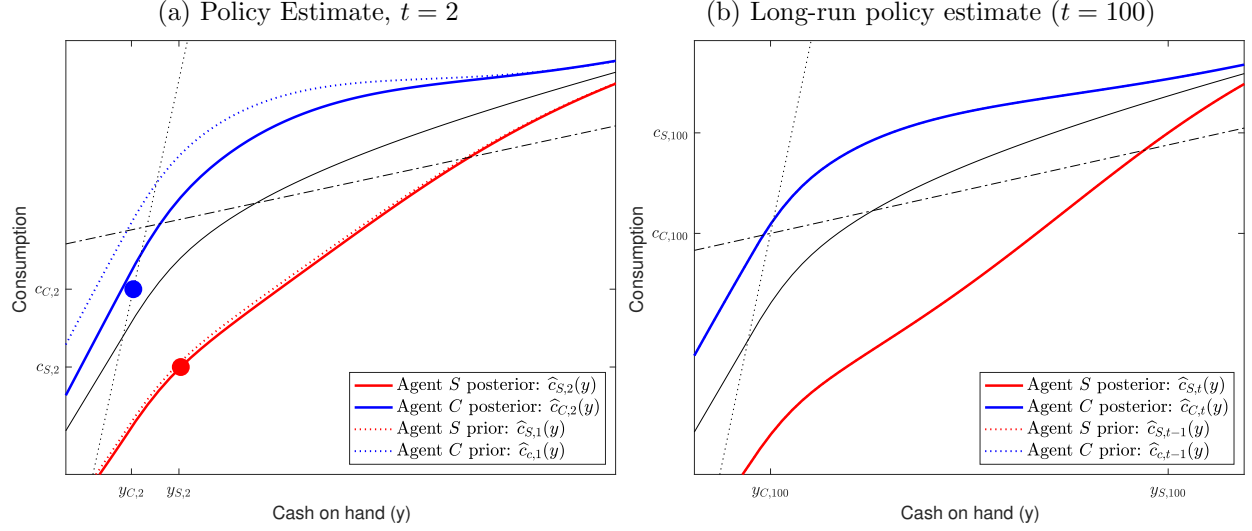 (a) Policy Estimate, t = 2
Consumption
c_{C,2}
c_{S,2}
Agent S posterior: ĉ_{S,2}(y)
Agent C posterior: ĉ_{C,2}(y)
Agent S prior: ĉ_{S,1}(y)
Agent C prior: ĉ_{c,1}(y)
y_{C,2}
y_{S,2}
Cash on hand (y)
(b) Long-run policy estimate (t = 100)
Consumption
c_{S,100}
c_{C,100}
Agent S posterior: ĉ_{S,t}(y)
Agent C posterior: ĉ_{C,t}(y)
Agent S prior: ĉ_{S,t−1}(y)
Agent C prior: ĉ_{c,t−1}(y)
y_{C,100}
y_{S,100}
Cash on hand (y)